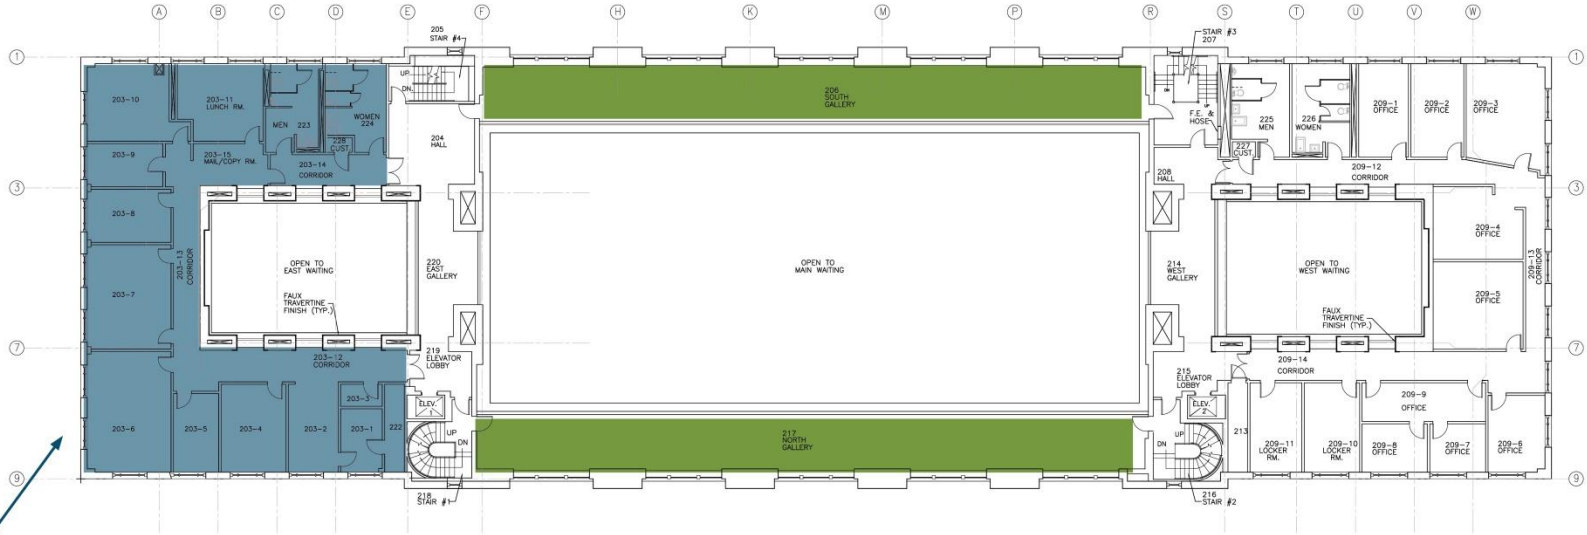 A B C D E F H K M P R S T U V W
1
1
205
STAIR #4
STAIR #3
207
UP
DN.
203-10
203-11
LUNCH RM.
MEN
223
WOMEN
224
228
CUST.
206
SOUTH
GALLERY
DN
UP
F.E. &
HOSE
225
MEN
226
WOMEN
227
CUST.
209-1
OFFICE
209-2
OFFICE
209-3
OFFICE
204
HALL
203-9
203-15
MAIL/COPY RM.
203-14
CORRIDOR
208
HALL
209-12
CORRIDOR
3
3
203-8
203-13
CORRIDOR
203-7
OPEN TO
EAST WAITING
FAUX
TRAVERTINE
FINISH (TYP.)
220
EAST
GALLERY
OPEN TO
MAIN WAITING
214
WEST
GALLERY
OPEN TO
WEST WAITING
FAUX
TRAVERTINE
FINISH (TYP.)
209-4
OFFICE
209-13
CORRIDOR
209-5
OFFICE
7
7
203-12
CORRIDOR
219
ELEVATOR
LOBBY
215
ELEVATOR
LOBBY
209-14
CORRIDOR
203-6
203-5
203-4
203-2
203-3
203-1
222
ELEV.
1
UP
DN
217
NORTH
GALLERY
ELEV.
2
UP
DN
213
209-11
LOCKER
RM.
209-10
LOCKER
RM.
209-9
OFFICE
209-8
OFFICE
209-7
OFFICE
209-6
OFFICE
9
9
218
STAIR #1
216
STAIR #2